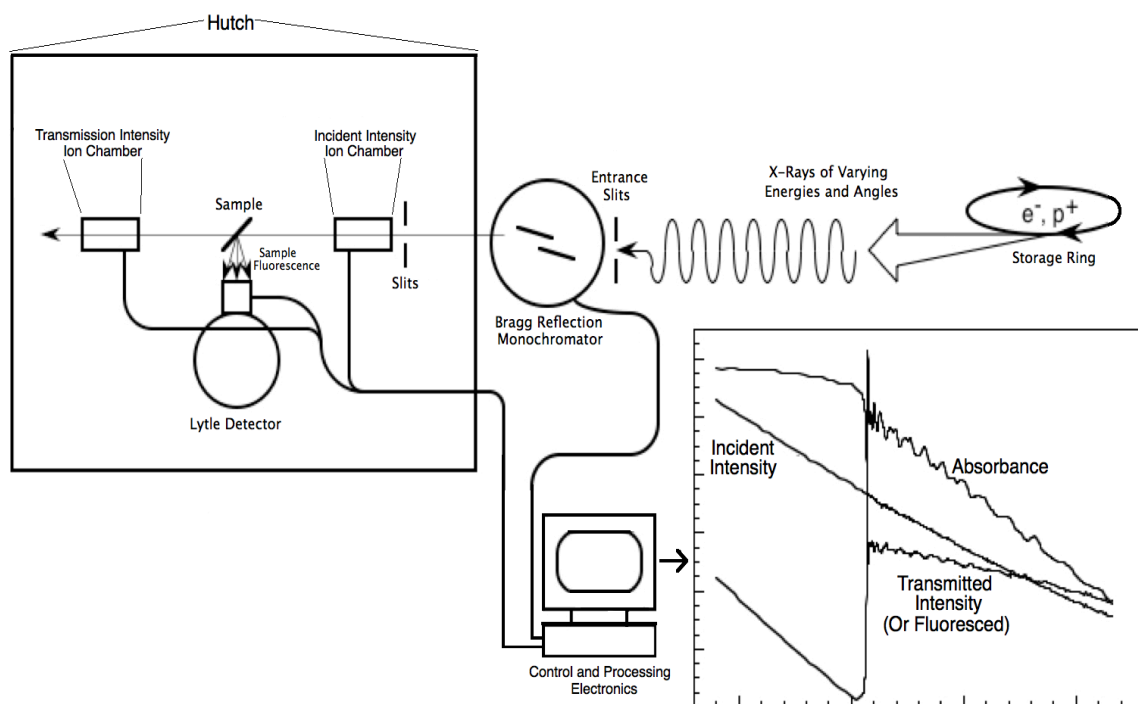 Hutch
Transmission Intensity
Ion Chamber
Incident Intensity
Ion Chamber
Sample
Sample
Fluorescence
Slits
Lytle Detector
Entrance
Slits
Bragg Reflection
Monochromator
X-Rays of Varying
Energies and Angles
e-, p+
Storage Ring
Control and Processing
Electronics
Incident
Intensity
Absorbance
Transmitted
Intensity
(Or Fluoresced)